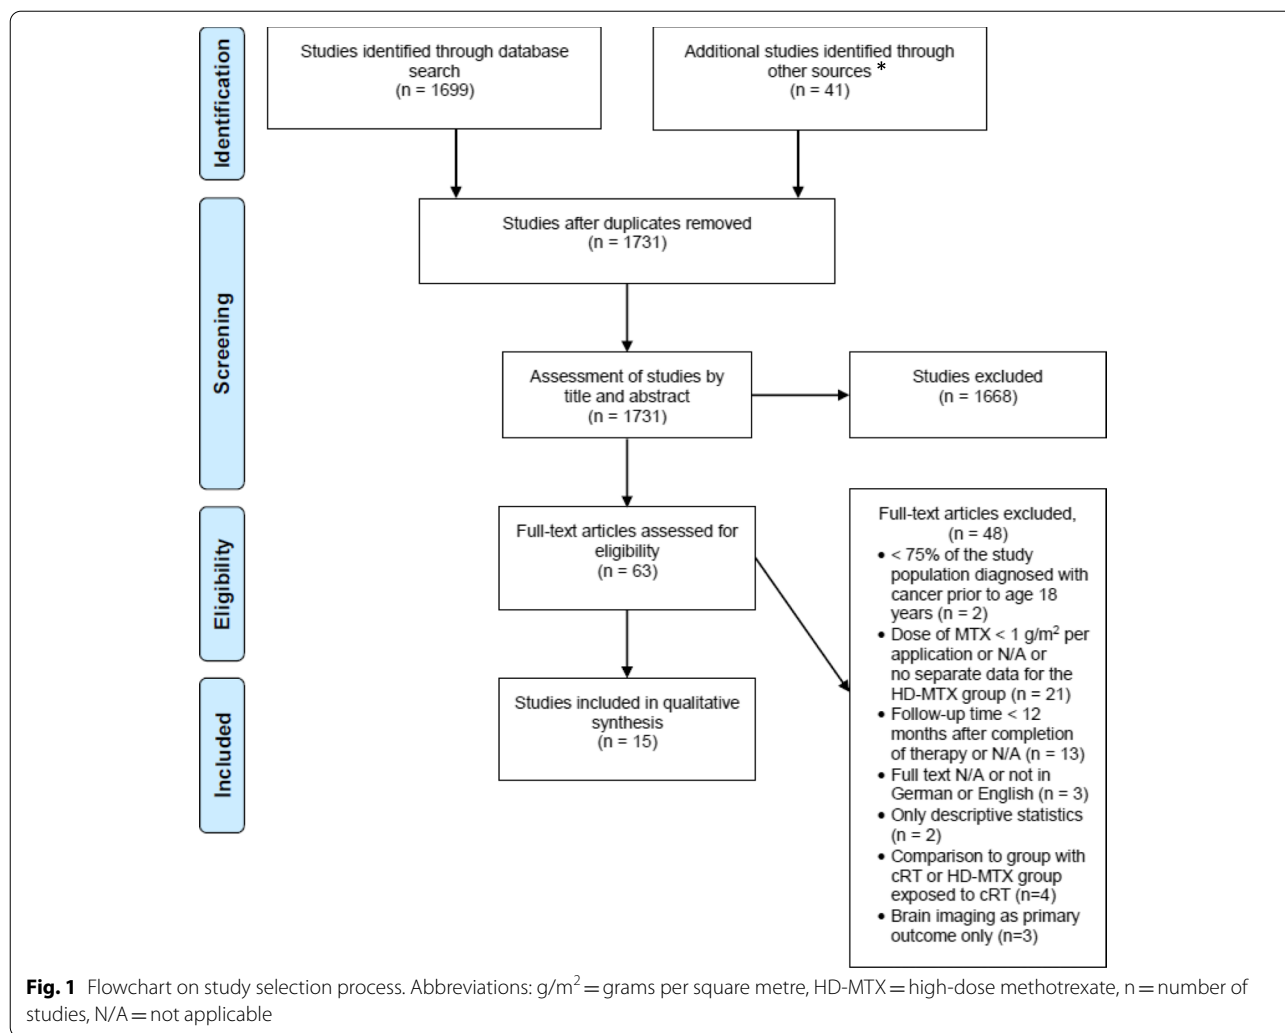 Identification
Studies identified through database
search
(n = 1699)
Additional studies identified through
other sources *
(n = 41)
Screening
Studies after duplicates removed
(n = 1731)
Assessment of studies by
title and abstract
(n = 1731)
Studies excluded
(n = 1668)
Eligibility
Full-text articles assessed for
eligibility
(n = 63)
Full-text articles excluded,
(n = 48)
• < 75% of the study
population diagnosed with
cancer prior to age 18
years (n = 2)
• Dose of MTX < 1 g/m² per
application or N/A or
no separate data for the
HD-MTX group (n = 21)
• Follow-up time < 12
months after completion
of therapy or N/A (n = 13)
• Full text N/A or not in
German or English (n = 3)
• Only descriptive statistics
(n = 2)
• Comparison to group with
cRT or HD-MTX group
exposed to cRT (n=4)
• Brain imaging as primary
outcome only (n=3)
Included
Studies included in qualitative
synthesis
(n = 15)
Fig. 1 Flowchart on study selection process. Abbreviations: g/m² = grams per square metre, HD-MTX = high-dose methotrexate, n = number of
studies, N/A = not applicable